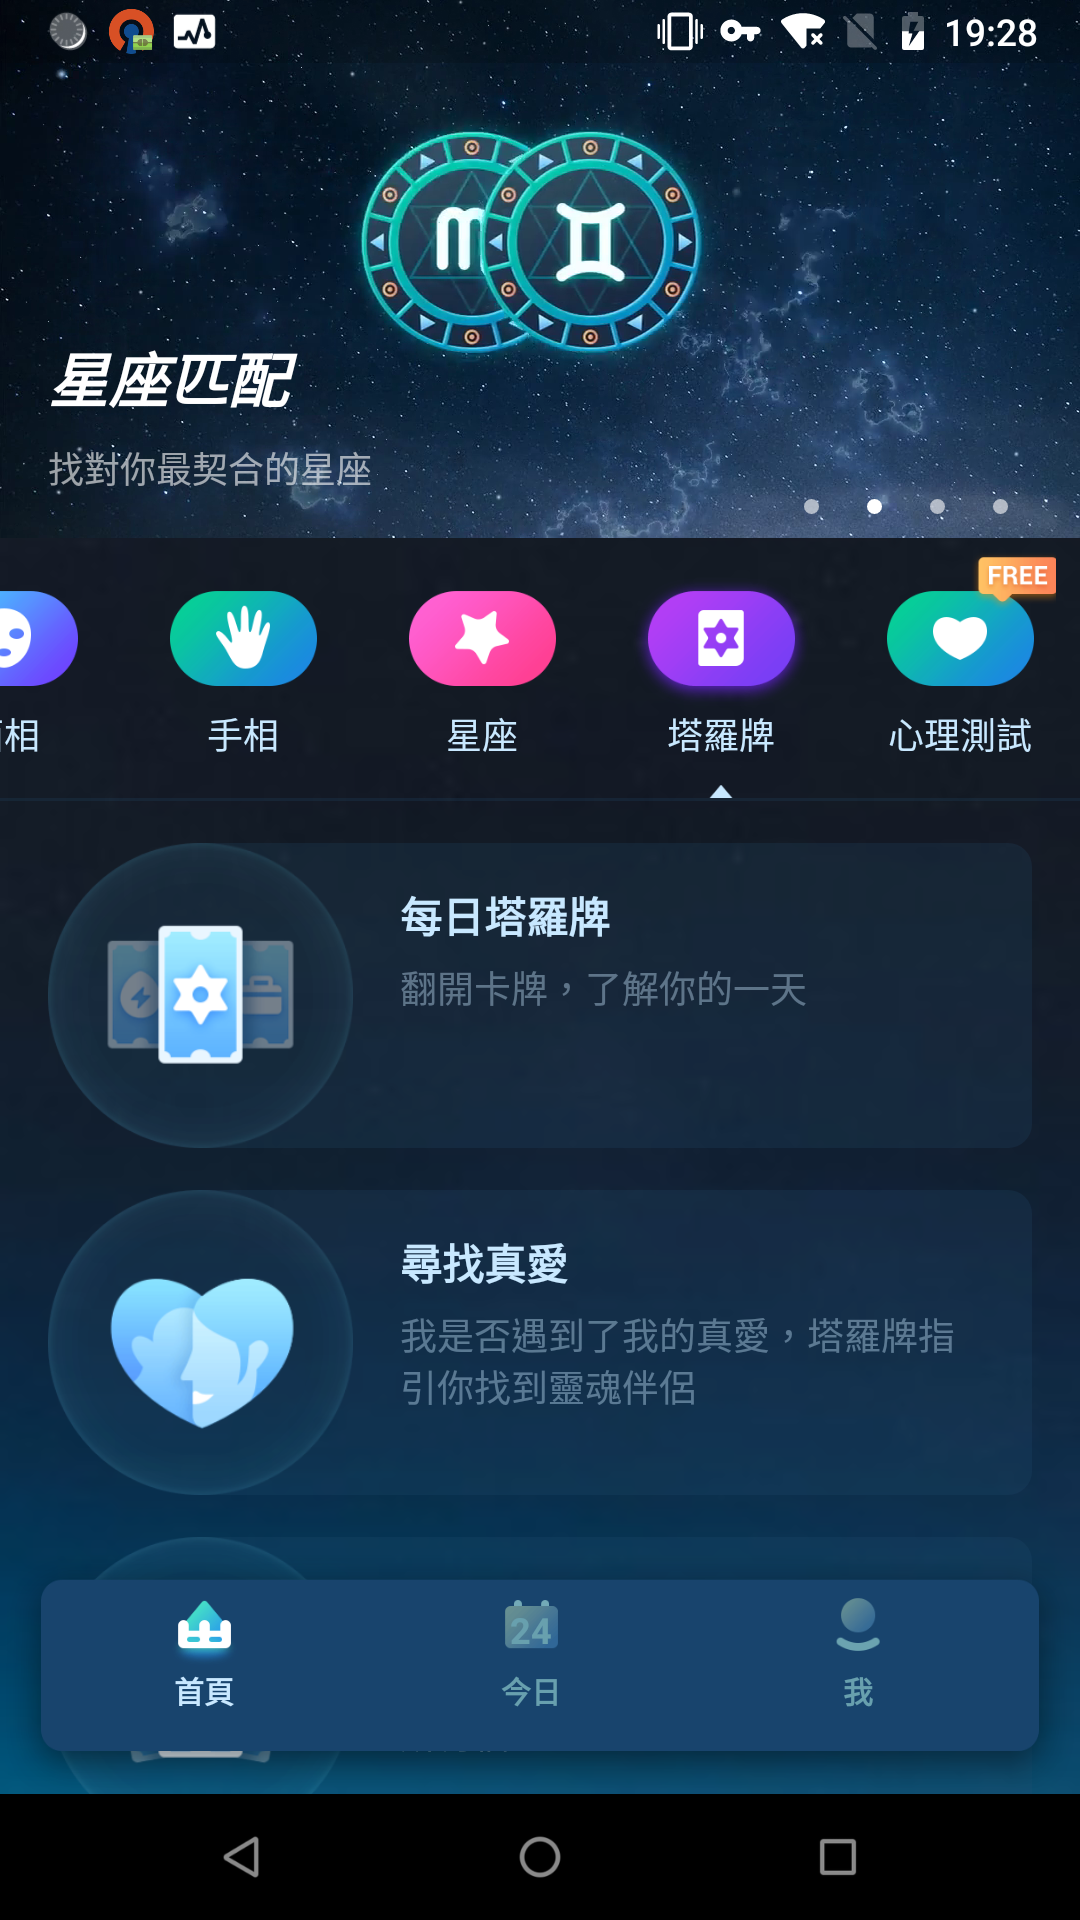 19:28
星座匹配
找對你最契合的星座
FREE
相
手相
星座
塔羅牌
心理測試
每日塔羅牌
翻開卡牌，了解你的一天
尋找真愛
我是否遇到了我的真愛，塔羅牌指
引你找到靈魂伴侶
24
首頁
今日
我